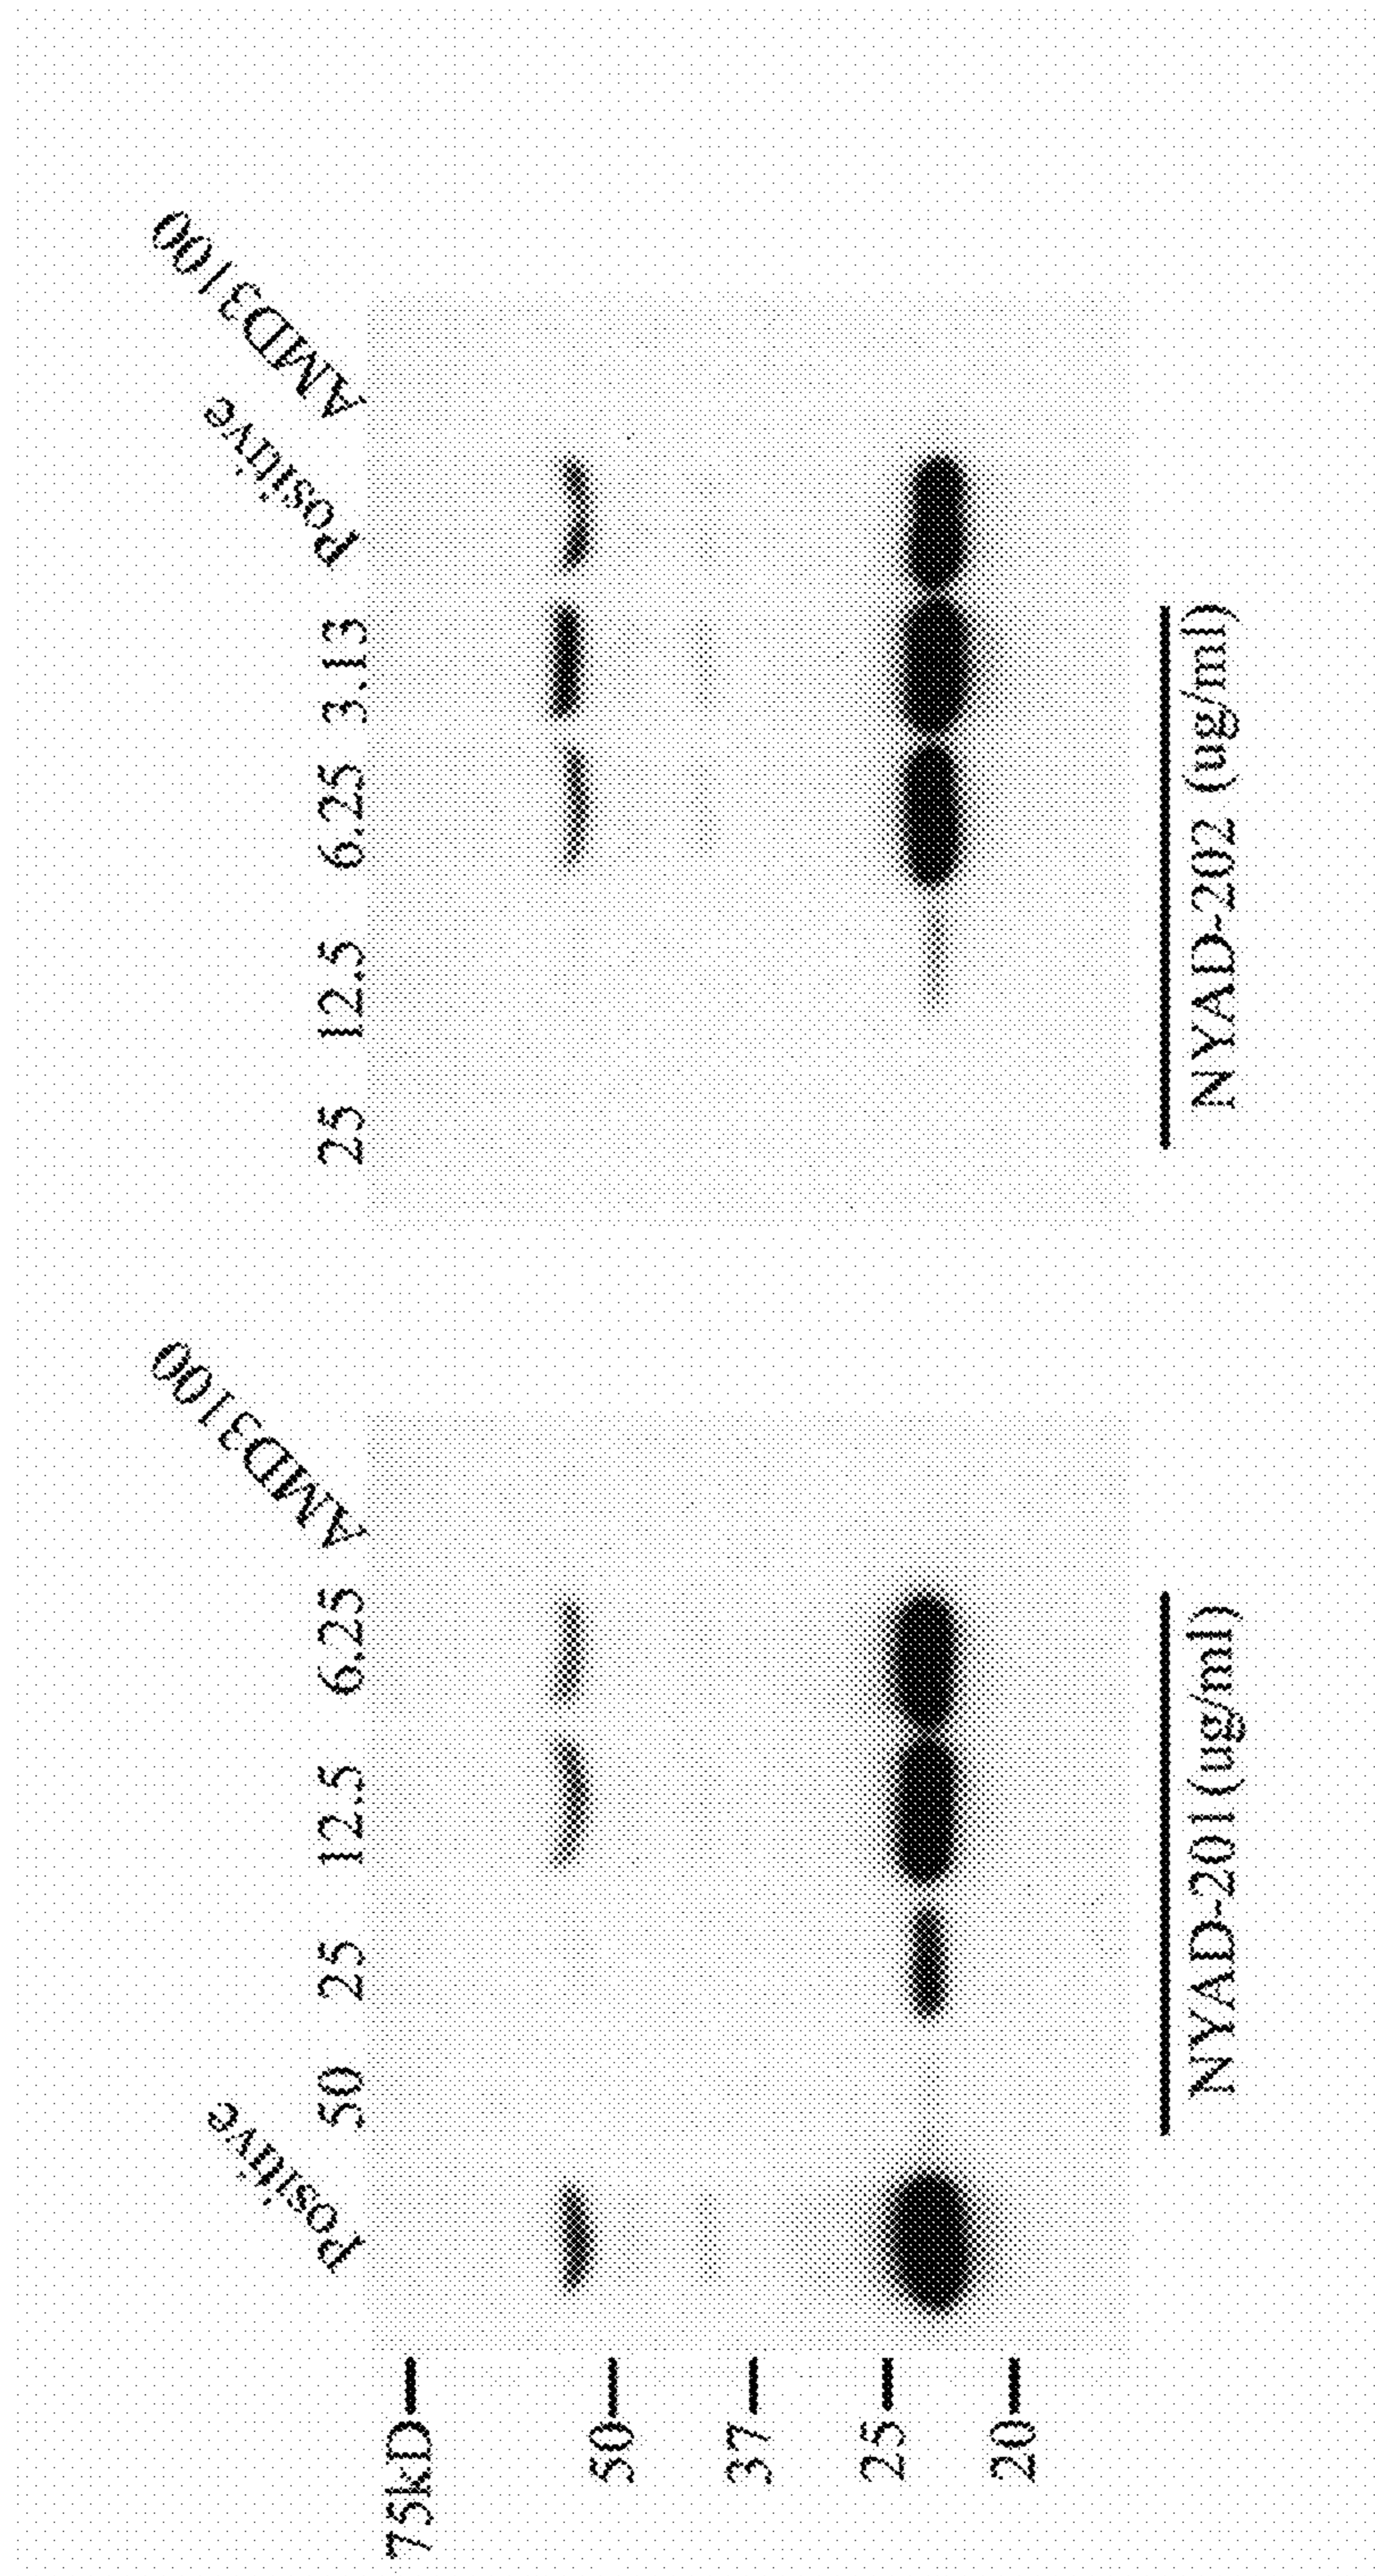 Positive 50 25 12.5 6.25 AMD3100
25 12.5 6.25 3.13 Positive AMD3100
75kD
50
37
25
20
NYAD-201(ug/ml)
NYAD-202 (ug/ml)